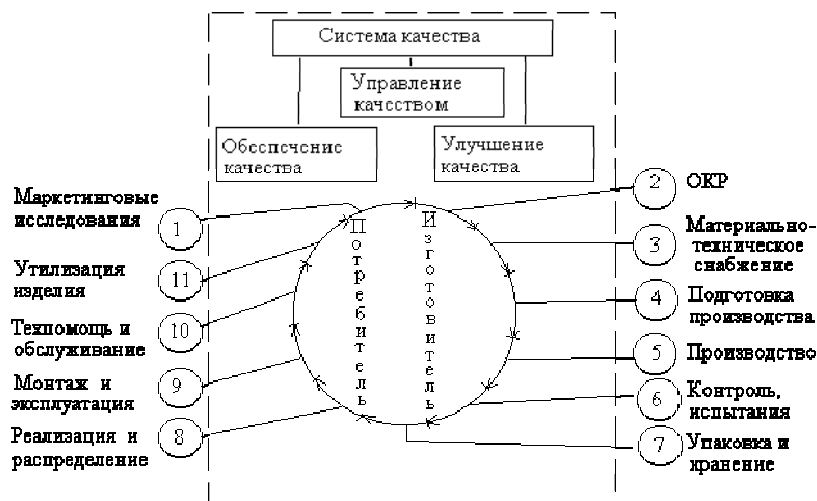 Система качества
Управление
качеством
Обеспечение
качества
Улучшение
качества
Маркетинговые
исследования
1
2
ОКР
3
Материально-
техническое
снабжение
Утилизация
изделия
11
4
Подготовка
производства
Техпомощь и
обслуживание
10
5
Производство
Монтаж и
эксплуатация
9
6
Контроль,
испытания
Реализация и
распределение
8
7
Упаковка и
хранение
Потребитель
Изготовитель